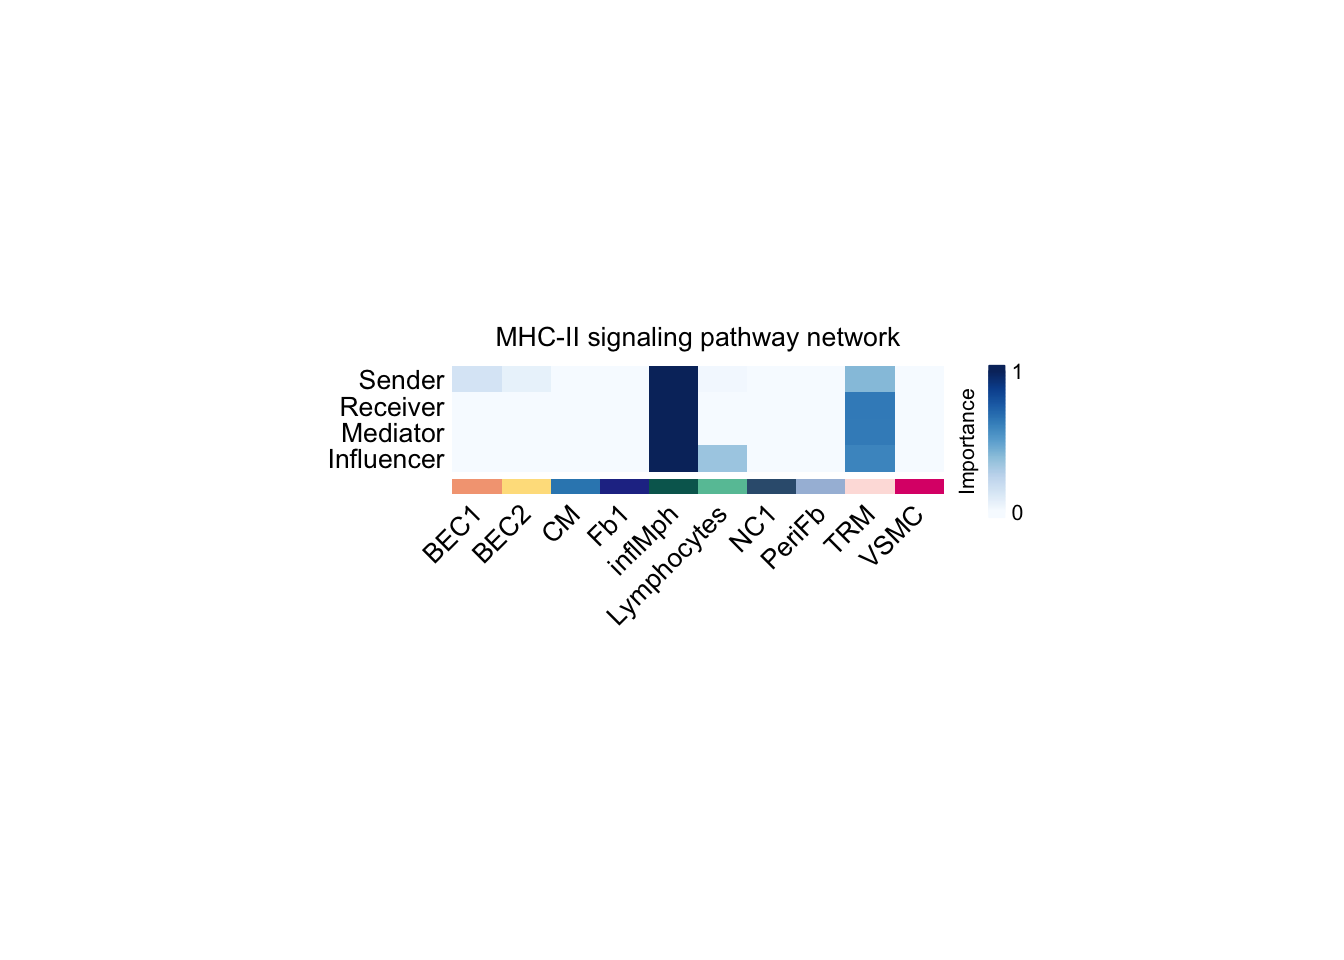 MHC-II signaling pathway network
Sender
Receiver
Mediator
Influencer
BEC1
BEC2
CM
Fb1
inflMph
Lymphocytes
NC1
PeriFb
TRM
VSMC
Importance
1
0